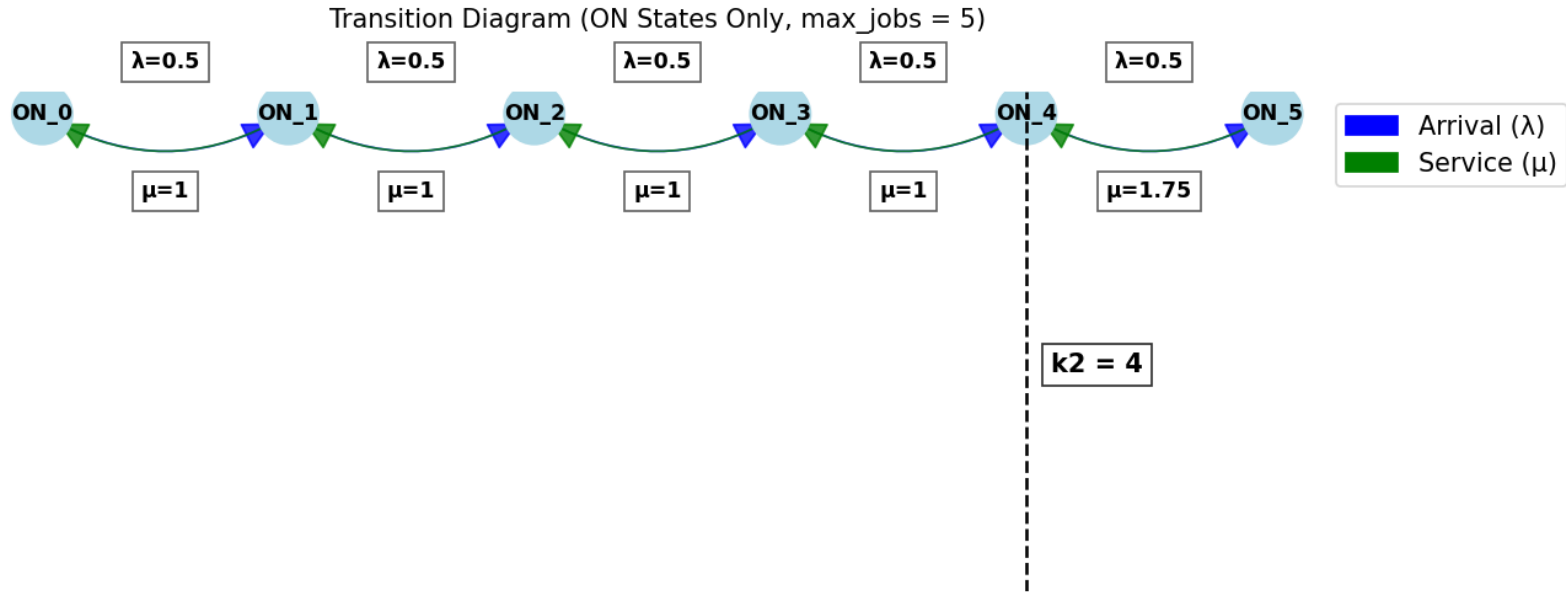 Transition Diagram (ON States Only, max_jobs = 5)
λ=0.5 λ=0.5 λ=0.5 λ=0.5 λ=0.5
ON_0 ON_1 ON_2 ON_3 ON_4 ON_5
μ=1 μ=1 μ=1 μ=1 μ=1.75
Arrival (λ)
Service (μ)
k2 = 4